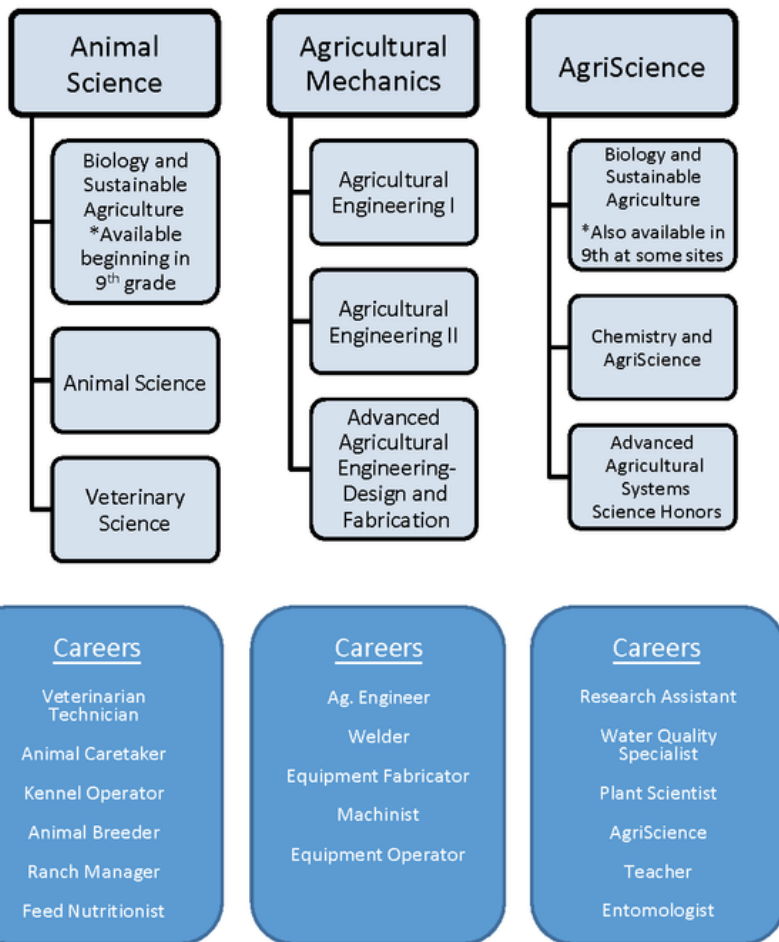 Animal
Science
Biology and
Sustainable
Agriculture
*Available
beginning in
9th grade
Animal Science
Veterinary
Science
Agricultural
Mechanics
Agricultural
Engineering I
Agricultural
Engineering II
Advanced
Agricultural
Engineering-
Design and
Fabrication
AgriScience
Biology and
Sustainable
Agriculture
*Also available in
9th at some sites
Chemistry and
AgriScience
Advanced
Agricultural
Systems
Science Honors
Careers
Veterinarian
Technician
Animal Caretaker
Kennel Operator
Animal Breeder
Ranch Manager
Feed Nutritionist
Careers
Ag. Engineer
Welder
Equipment Fabricator
Machinist
Equipment Operator
Careers
Research Assistant
Water Quality
Specialist
Plant Scientist
AgriScience
Teacher
Entomologist